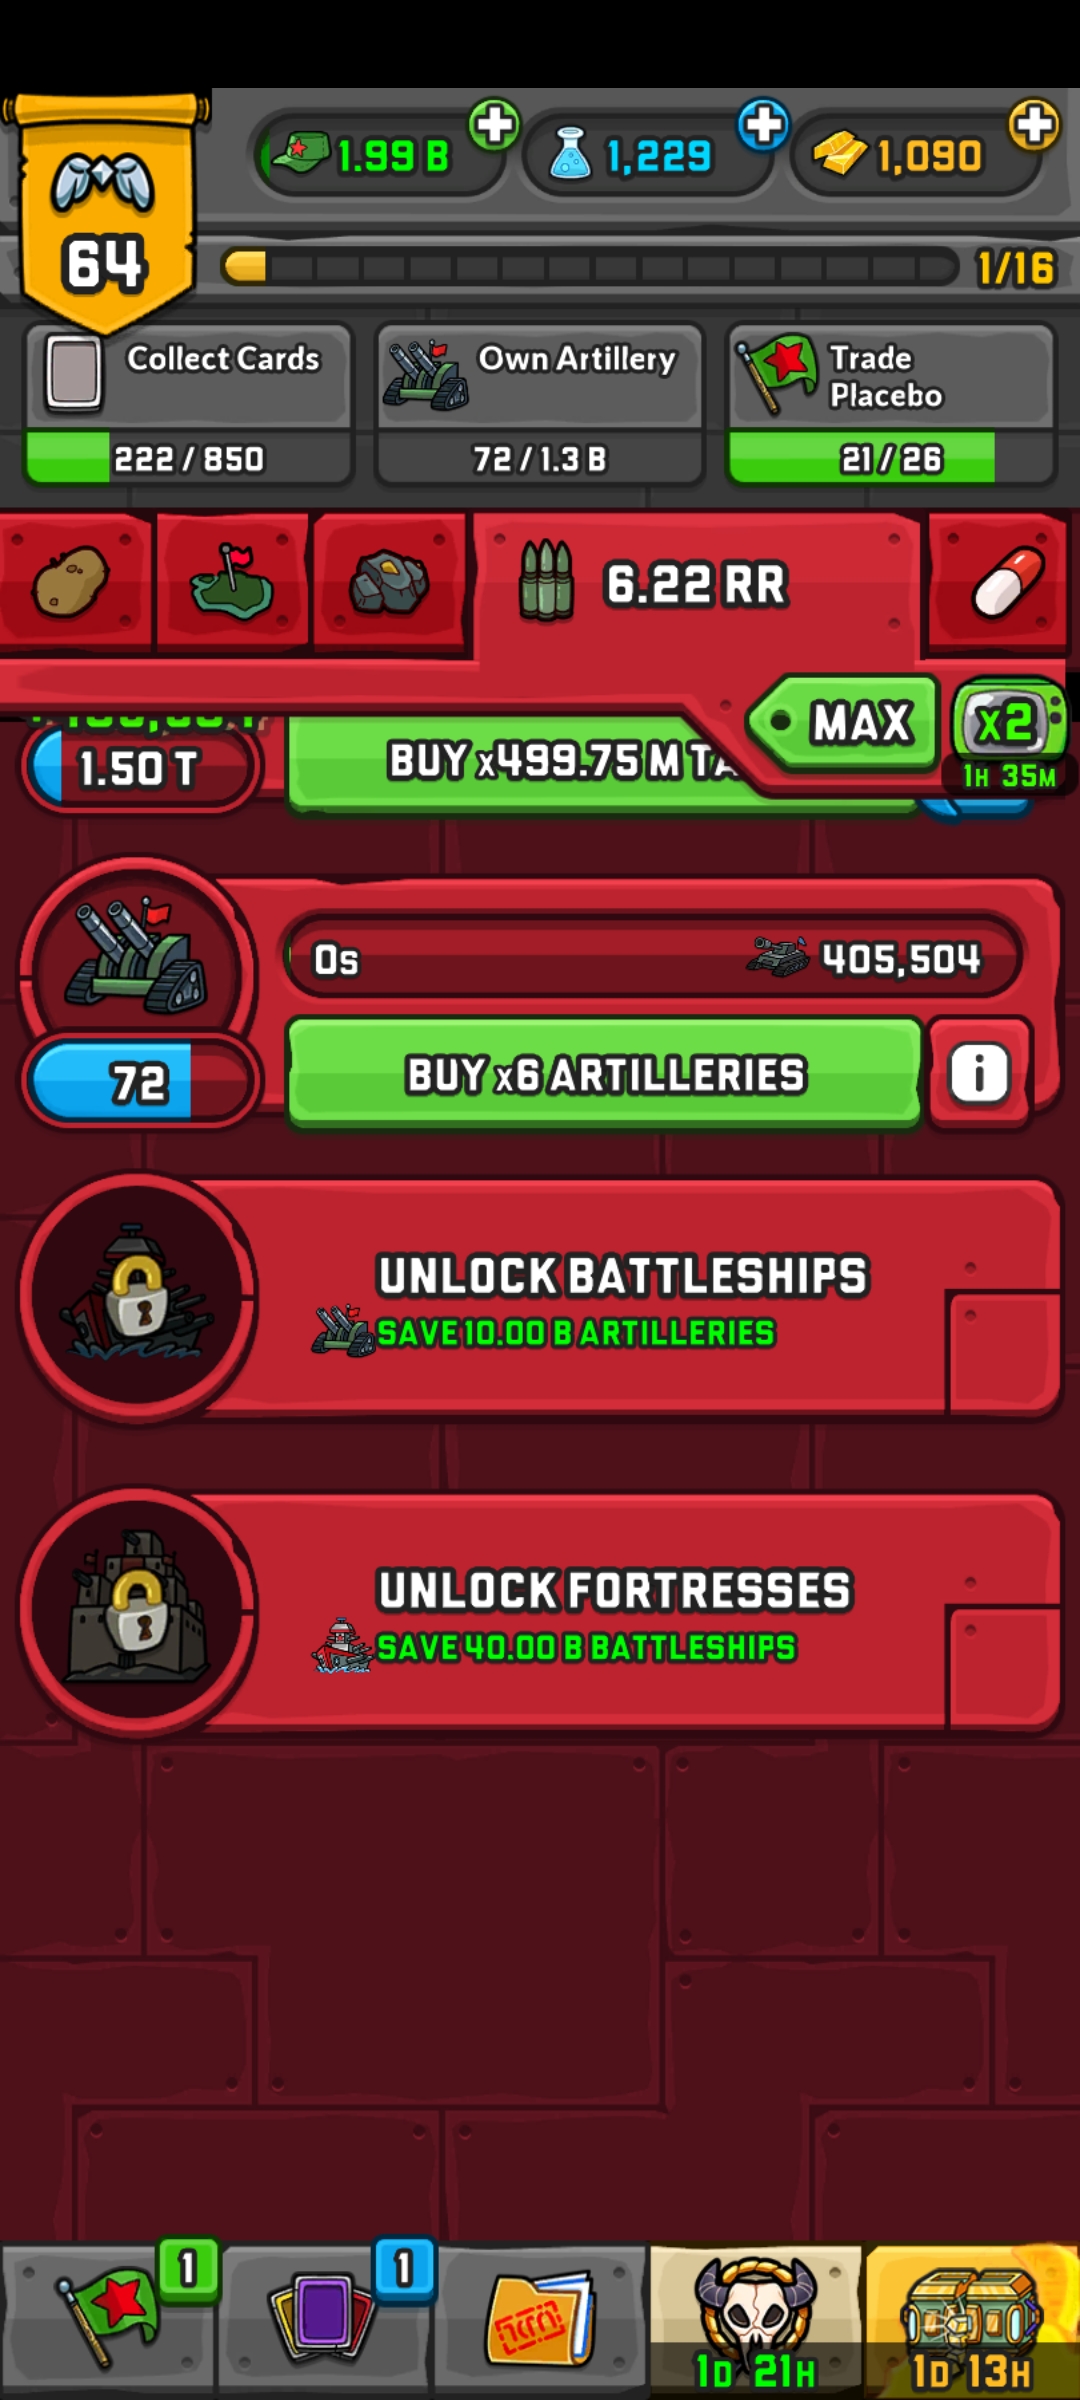 1.99 B
1,229
1,090
64
1/16
Collect Cards
222 / 850
Own Artillery
72 / 1.3 B
Trade
Placebo
21 / 26
6.22 RR
MAX
x2
1H 35M
1.50 T
BUY x499.75 M
0s
405,504
72
BUY x6 ARTILLERIES
i
UNLOCK BATTLESHIPS
SAVE 10.00 B ARTILLERIES
UNLOCK FORTRESSES
SAVE 40.00 B BATTLESHIPS
1
1
1D 21H
1D 13H